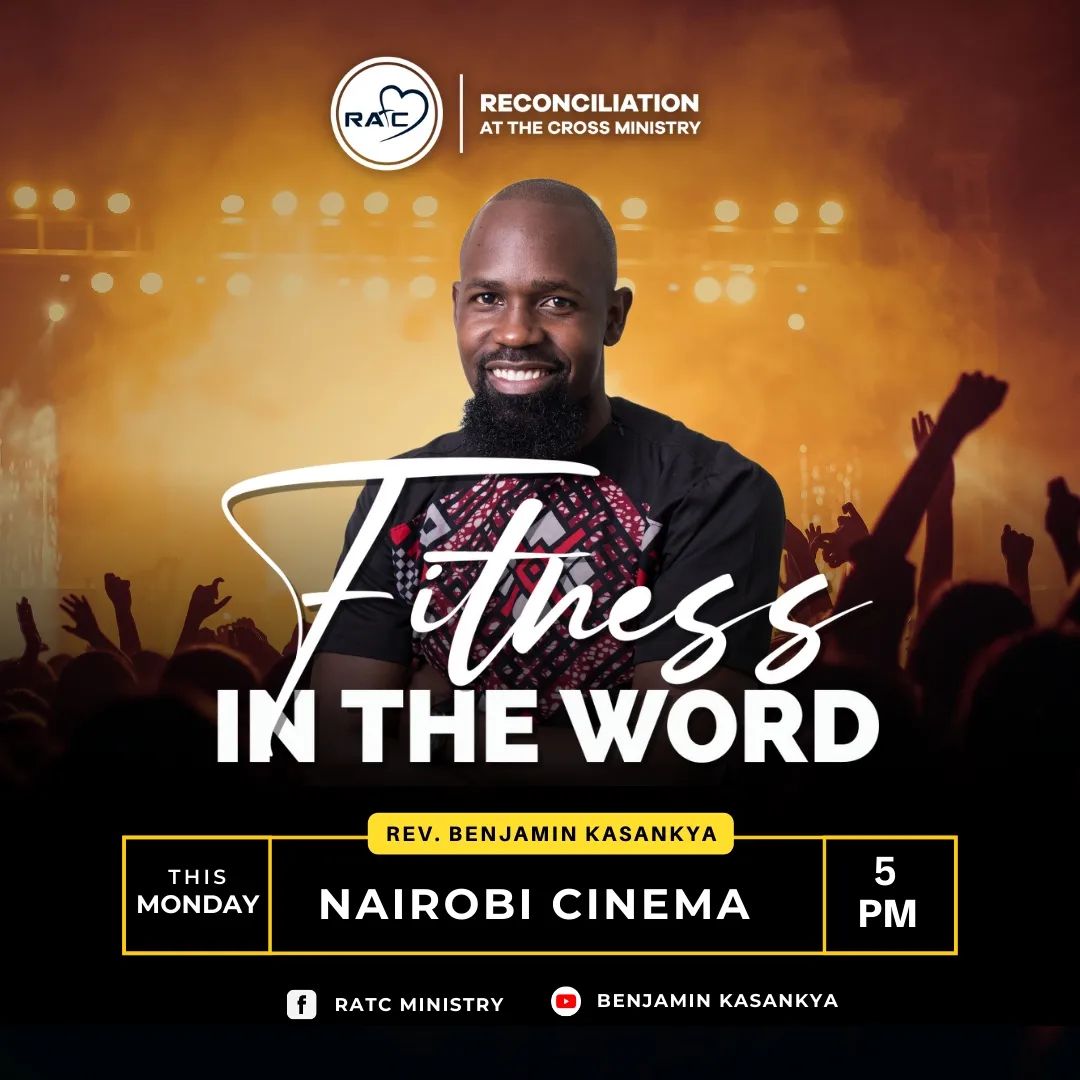 RATC
RECONCILIATION
AT THE CROSS MINISTRY
Fitness
IN THE WORD
REV. BENJAMIN KASANKYA
THIS
MONDAY
NAIROBI CINEMA
5
PM
RATC MINISTRY
BENJAMIN KASANKYA